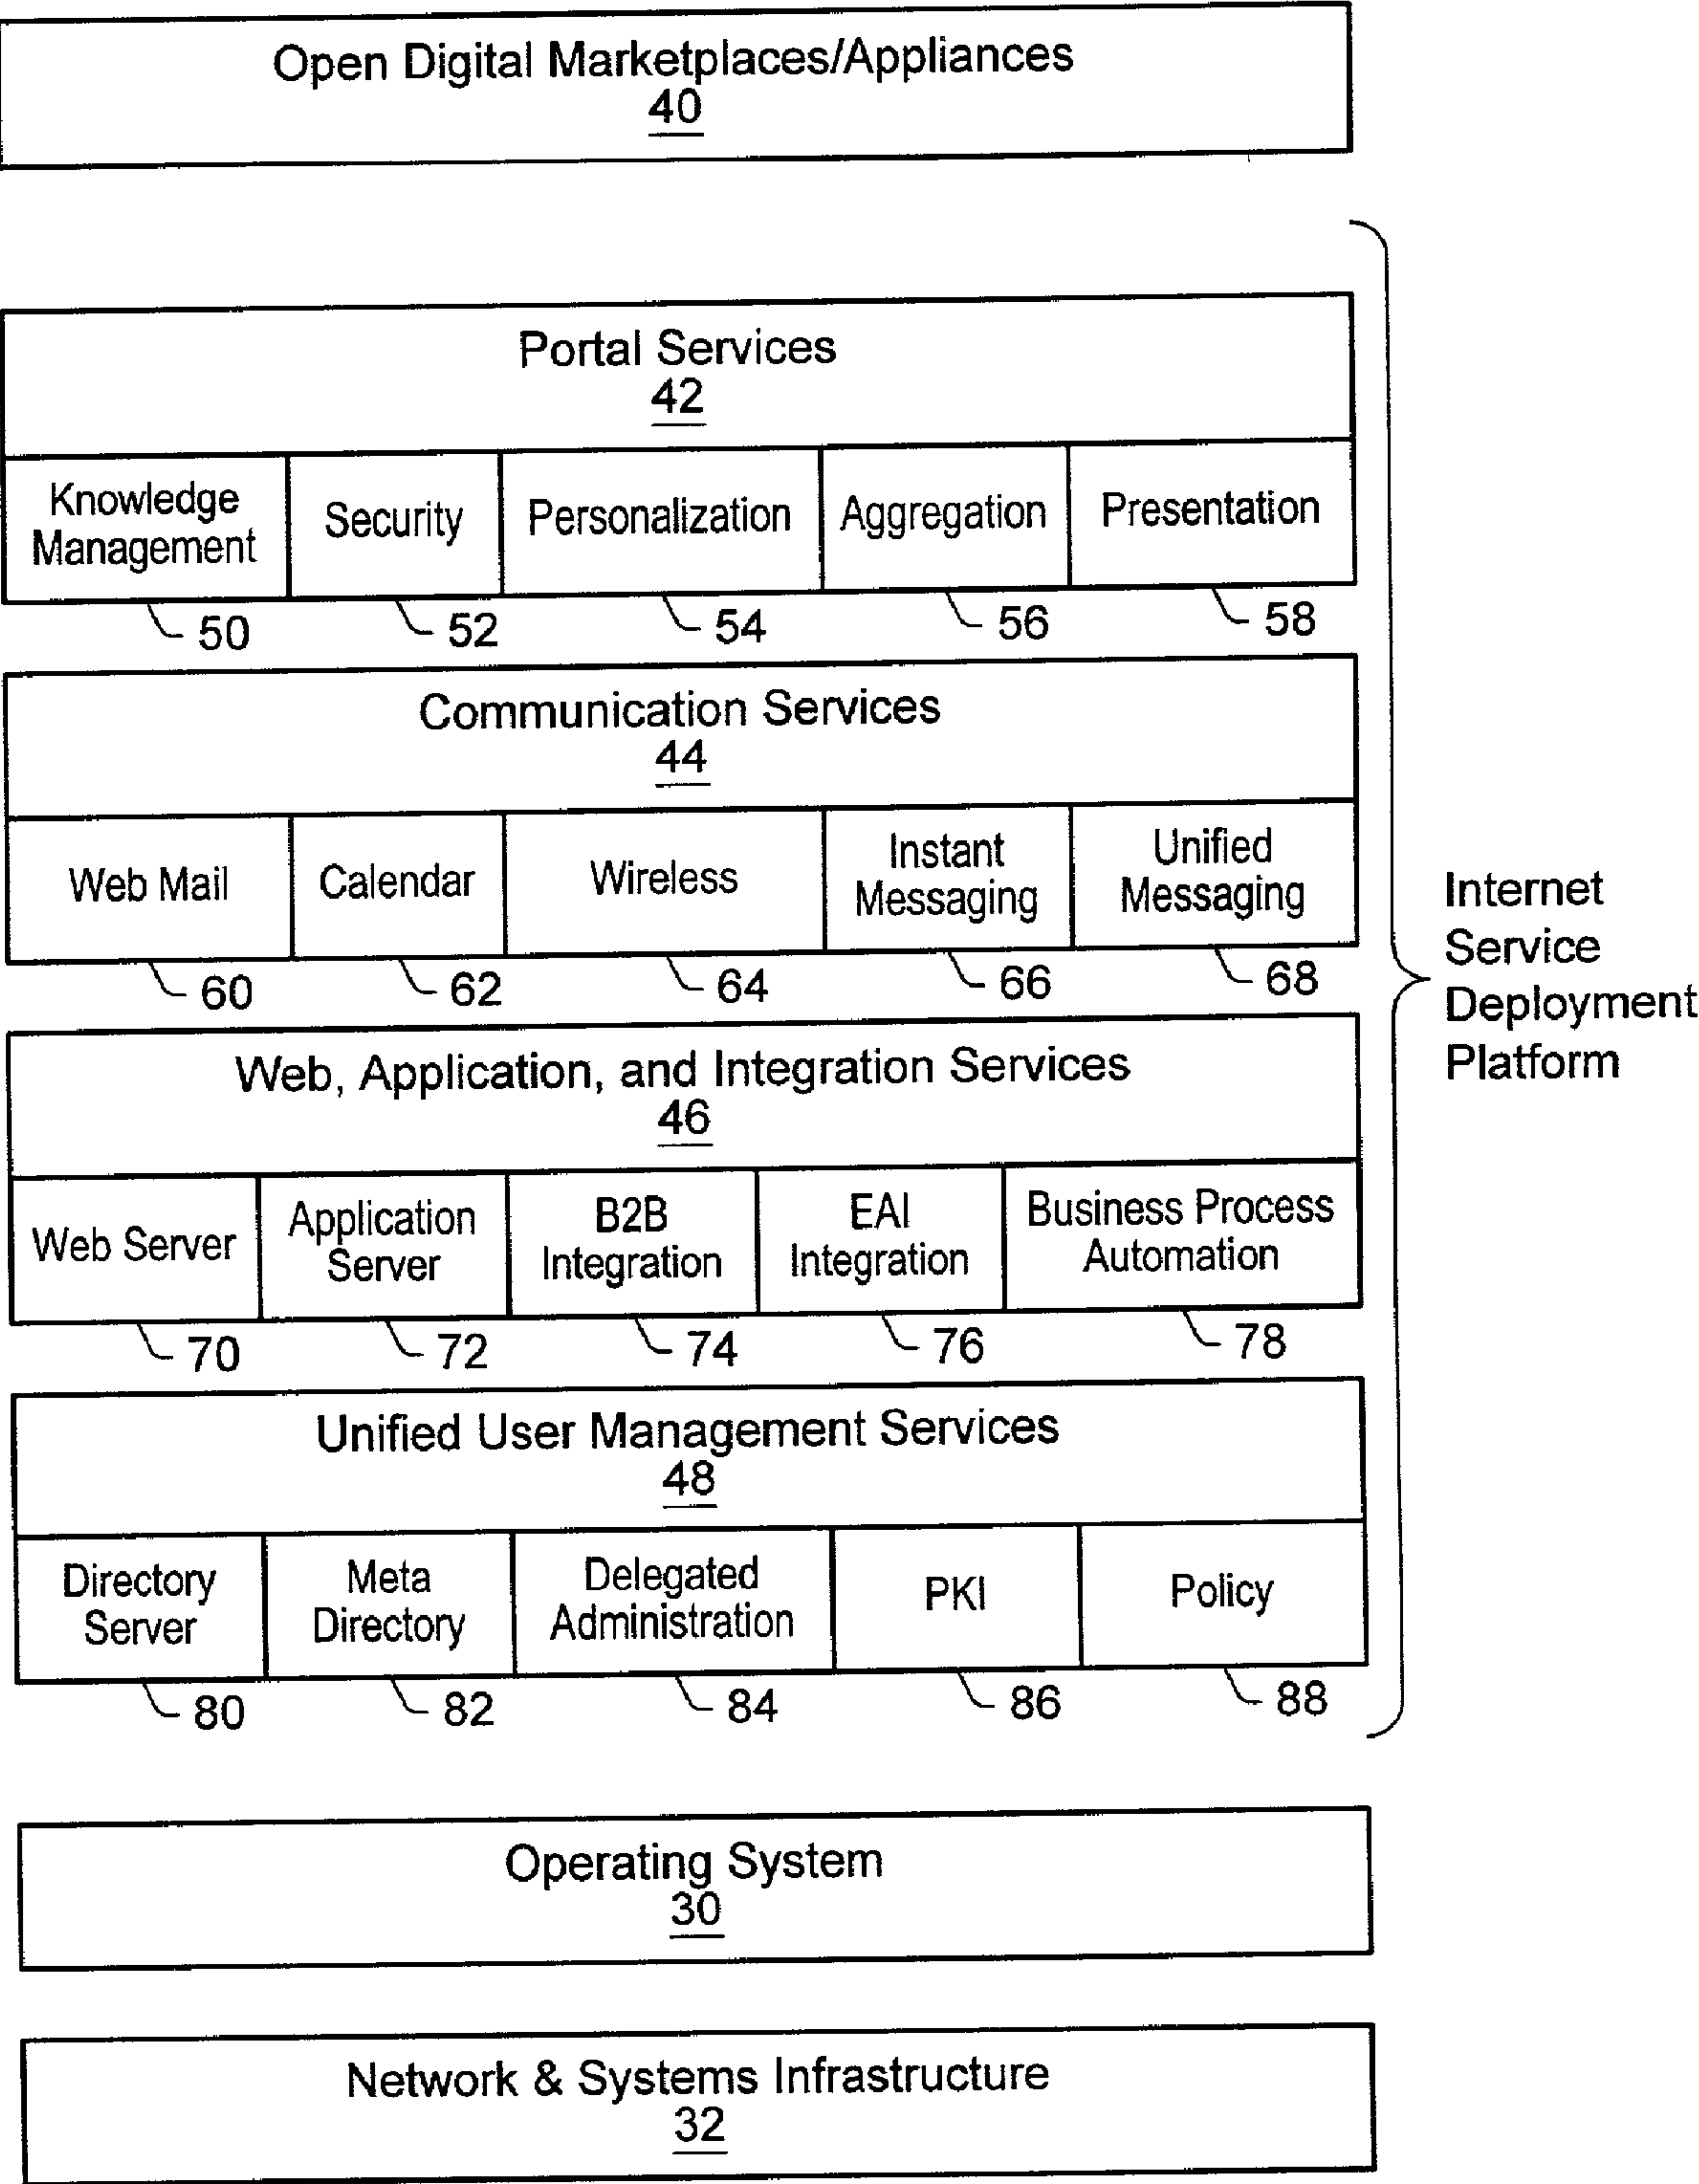 Open Digital Marketplaces/Appliances
40
Portal Services
42
Knowledge
Management
Security
Personalization
Aggregation
Presentation
50
52
54
56
58
Communication Services
44
Web Mail
Calendar
Wireless
Instant
Messaging
Unified
Messaging
60
62
64
66
68
Web, Application, and Integration Services
46
Web Server
Application
Server
B2B
Integration
EAI
Integration
Business Process
Automation
70
72
74
76
78
Unified User Management Services
48
Directory
Server
Meta
Directory
Delegated
Administration
PKI
Policy
80
82
84
86
88
Internet
Service
Deployment
Platform
Operating System
30
Network & Systems Infrastructure
32